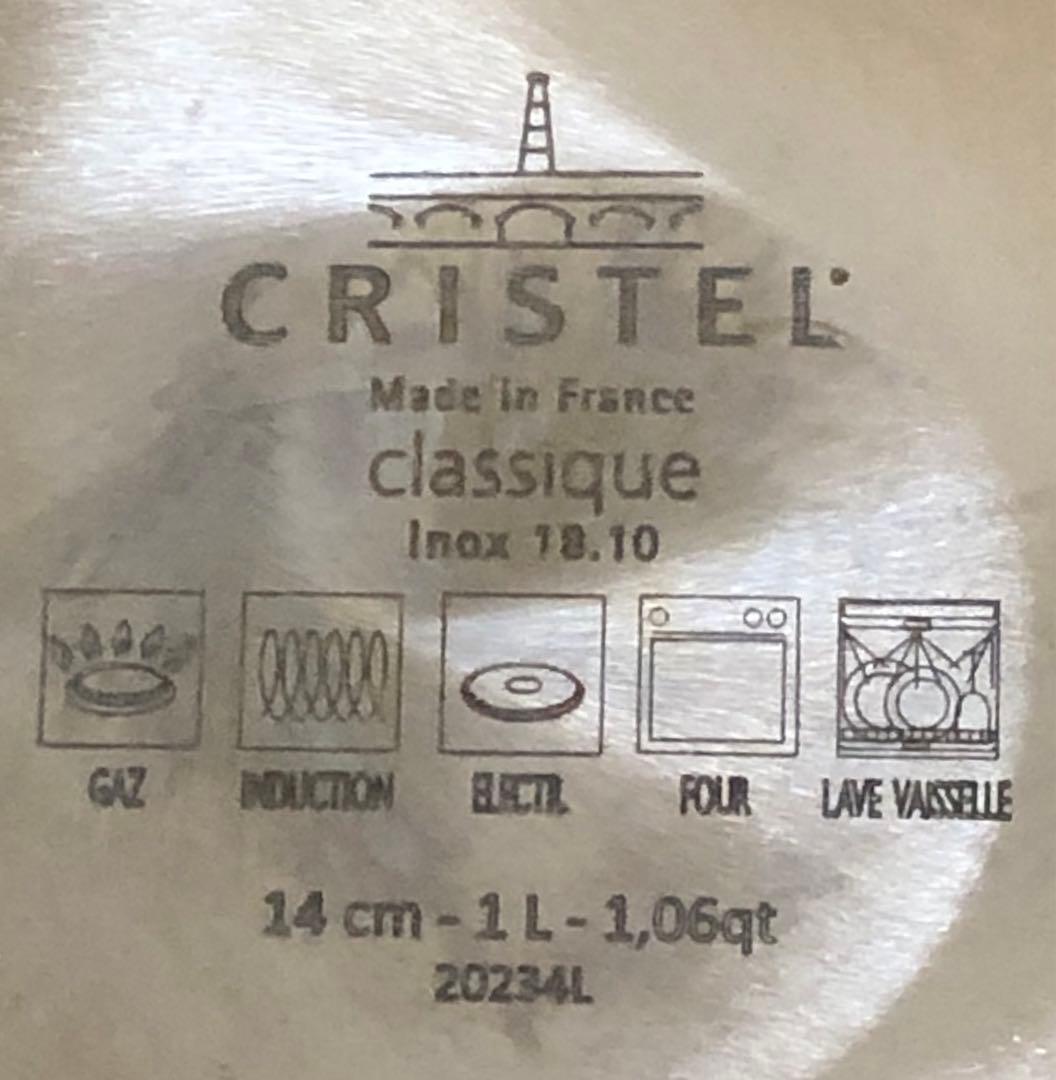 CRISTEL
Made in France
classique
Inox 18.10
GAZ INDUCTION ELECTR. FOUR LAVE VAISSELLE
14 cm - 1 L - 1,06qt
20234L